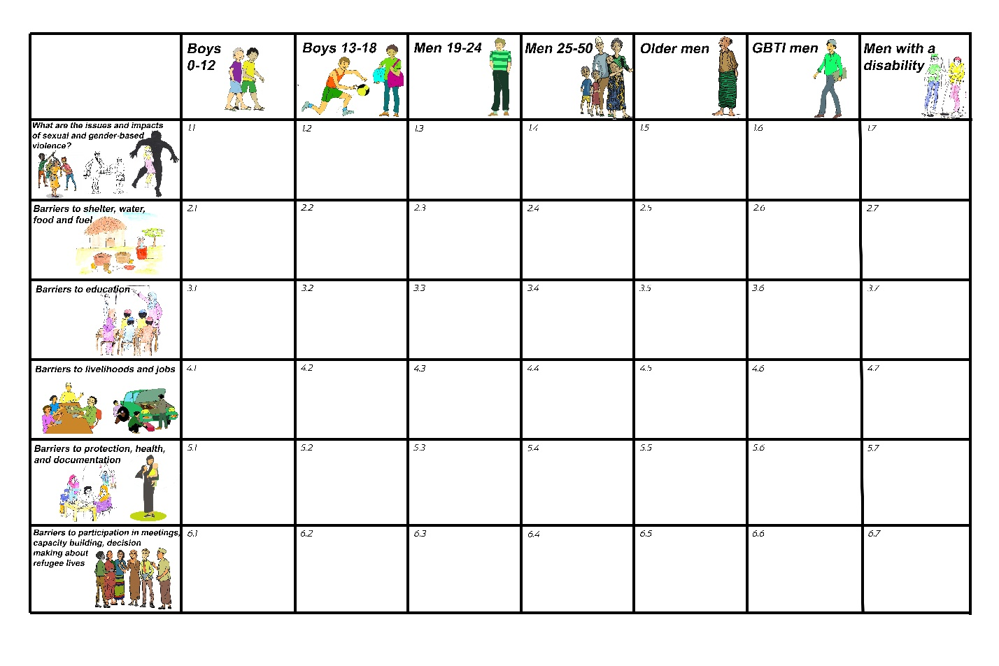 Boys
0-12
Boys 13-18
Men 19-24
Men 25-50
Older men
GBTI men
Men with a
disability
What are the issues and impacts
of sexual and gender-based
violence?
1.1
1.2
1.3
1.4
1.5
1.6
1.7
Barriers to shelter, water,
food and fuel
2.1
2.2
2.3
2.4
2.5
2.6
2.7
Barriers to education
3.1
3.2
3.3
3.4
3.5
3.6
3.7
Barriers to livelihoods and jobs
4.1
4.2
4.3
4.4
4.5
4.6
4.7
Barriers to protection, health,
and documentation
5.1
5.2
5.3
5.4
5.5
5.6
5.7
Barriers to participation in meetings,
capacity building, decision
making about
refugee lives
6.1
6.2
6.3
6.4
6.5
6.6
6.7